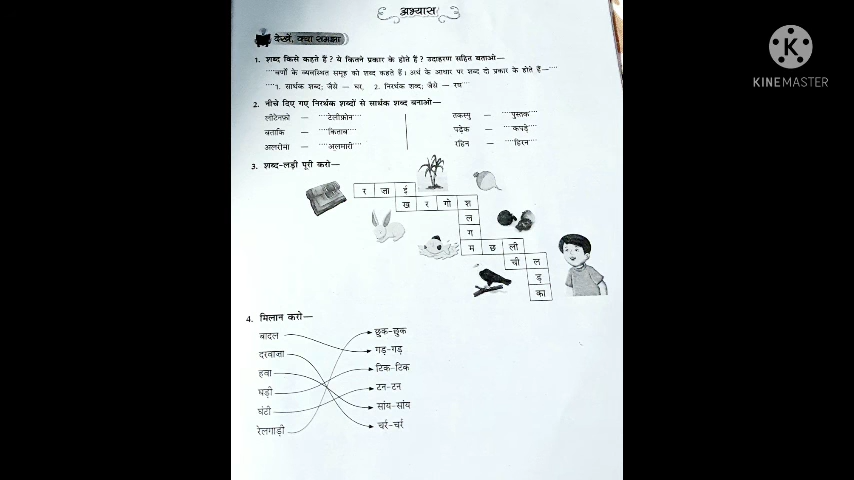 अभ्यास
देखें, क्या समझा
1. शब्द किसे कहते हैं? ये कितने प्रकार के होते हैं? उदाहरण सहित बताओ—
वर्णों के व्यवस्थित समूह को शब्द कहते हैं। अर्थ के आधार पर शब्द दो प्रकार के होते हैं—
1. सार्थक शब्द; जैसे — घर, 2. निरर्थक शब्द; जैसे — रघ
2. नीचे दिए गए निरर्थक शब्दों से सार्थक शब्द बनाओ—
लीटेनफ़ो — टेलीफ़ोन तकस्पु — पुस्तक
बताकि — किताब पड़ेक — कपड़े
अलरीमा — अलमारी रहिन — हिरन
3. शब्द-लड़ी पूरी करो—
र जा ई
ख र गो श
ल
ग
म छ ली
ची ल
ड़
का
4. मिलान करो—
बादल छुक-छुक
दरवाजा गड़-गड़
हवा टिक-टिक
घड़ी टन-टन
घंटी सांय-सांय
रेलगाड़ी चर्र-चर्र
K
KINEMASTER